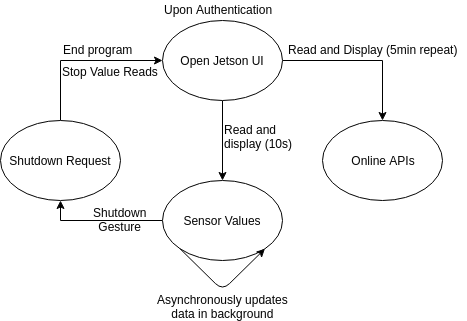 Upon Authentication
End program
Stop Value Reads
Open Jetson UI
Read and Display (5min repeat)
Read and
display (10s)
Shutdown Request
Online APIs
Shutdown
Gesture
Sensor Values
Asynchronously updates
data in background